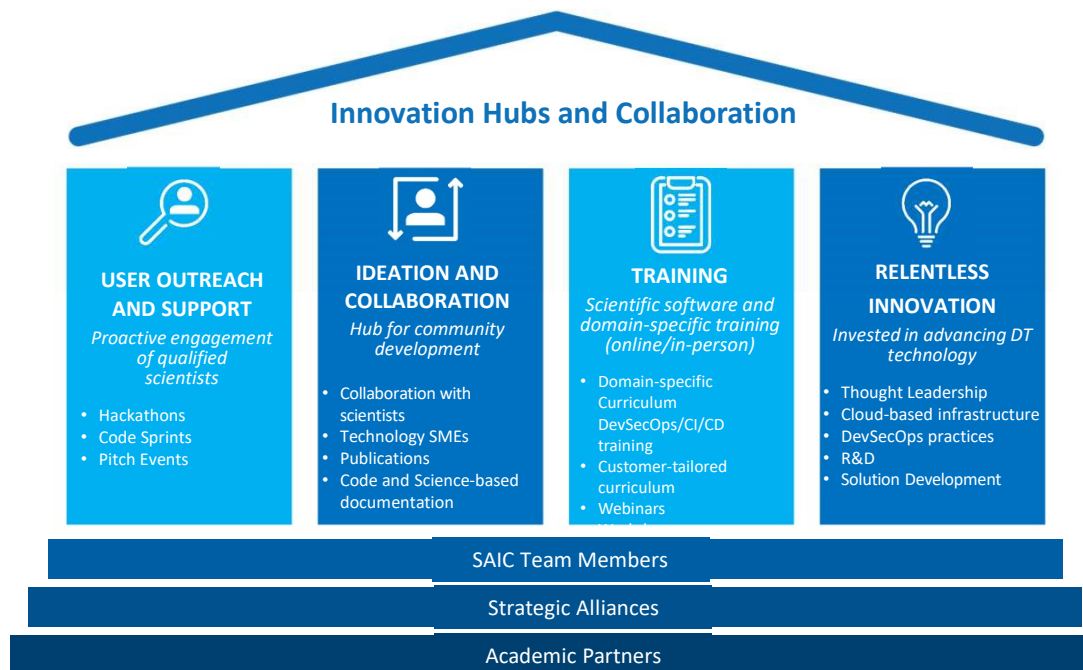 Innovation Hubs and Collaboration
USER OUTREACH
AND SUPPORT
Proactive engagement
of qualified
scientists
• Hackathons
• Code Sprints
• Pitch Events
IDEATION AND
COLLABORATION
Hub for community
development
• Collaboration with
scientists
• Technology SMEs
• Publications
• Code and Science-based
documentation
TRAINING
Scientific software and
domain-specific training
(online/in-person)
• Domain-specific
Curriculum
DevSecOps/CI/CD
training
• Customer-tailored
curriculum
• Webinars
RELENTLESS
INNOVATION
Invested in advancing DT
technology
• Thought Leadership
• Cloud-based infrastructure
• DevSecOps practices
• R&D
• Solution Development
SAIC Team Members
Strategic Alliances
Academic Partners